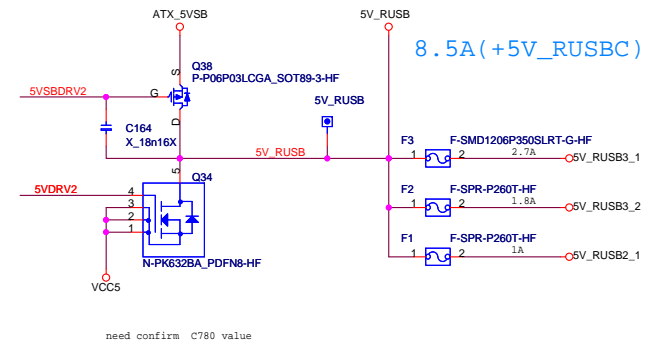 ATX_5VSB
5V_RUSB
8.5A(+5V_RUSBC)
S
Q38
P-P06P03LCGA_SOT89-3-HF
5VSBDRV2
G
5V_RUSB
D
C164
X_18n16X
5V_RUSB
F3
F-SMD1206P350SLRT-G-HF
1
2
2.7A
5V_RUSB3_1
5
Q34
5VDRV2
4
3
2
1
F2
F-SPR-P260T-HF
1
2
1.8A
5V_RUSB3_2
F1
F-SPR-P260T-HF
1
2
1A
5V_RUSB2_1
N-PK632BA_PDFN8-HF
VCC5
need confirm C780 value